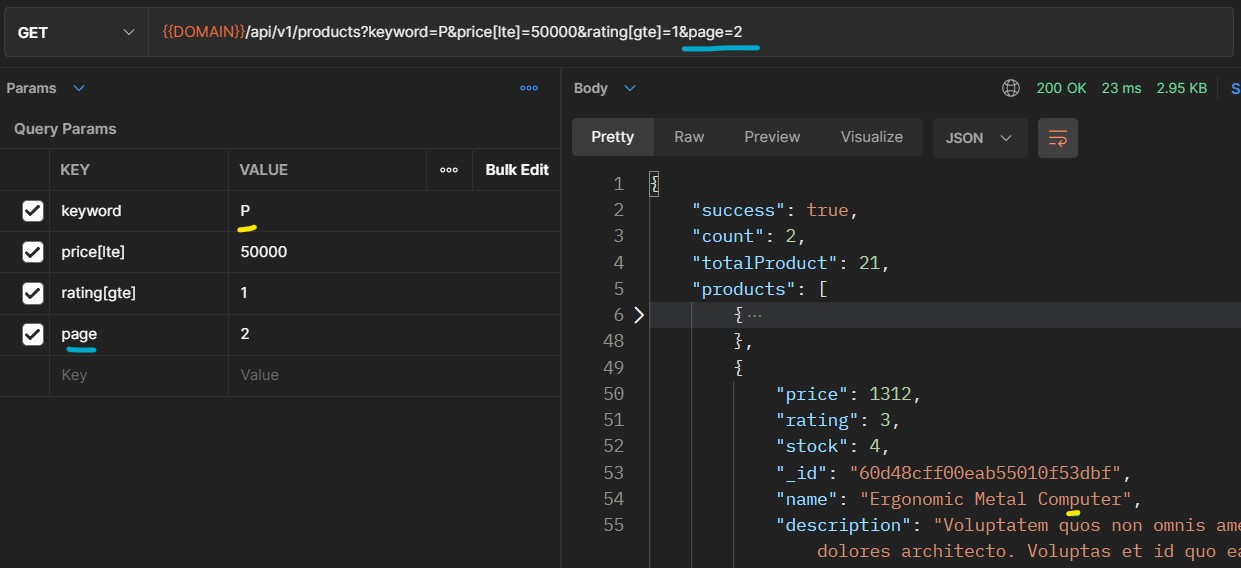 GET {{DOMAIN}}/api/v1/products?keyword=P&price[lte]=50000&rating[gte]=1&page=2
Params
Query Params
KEY VALUE ooo Bulk Edit
keyword P
price[lte] 50000
rating[gte] 1
page 2
Key Value
Body 200 OK 23 ms 2.95 KB S
Pretty Raw Preview Visualize JSON
1 {
2 "success": true,
3 "count": 2,
4 "totalProduct": 21,
5 "products": [
6 { ...
48 },
49 {
50 "price": 1312,
51 "rating": 3,
52 "stock": 4,
53 "_id": "60d48cff00eab55010f53dbf",
54 "name": "Ergonomic Metal Computer",
55 "description": "Voluptatem quos non omnis ame
dolores architecto. Voluptas et id quo ea